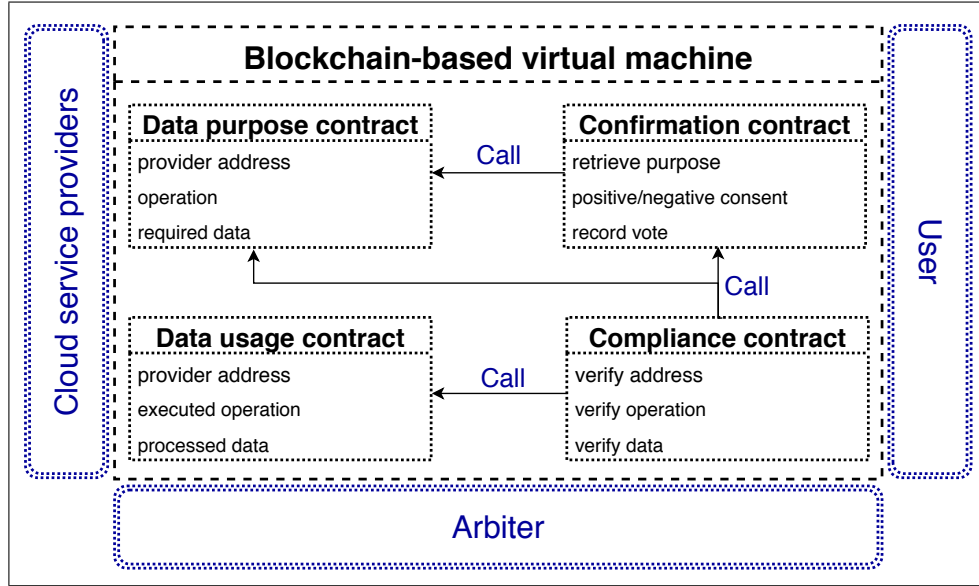 Blockchain-based virtual machine
Cloud service providers
Data purpose contract
provider address
operation
required data
Call
Confirmation contract
retrieve purpose
positive/negative consent
record vote
User
Call
Data usage contract
provider address
executed operation
processed data
Call
Compliance contract
verify address
verify operation
verify data
Arbiter